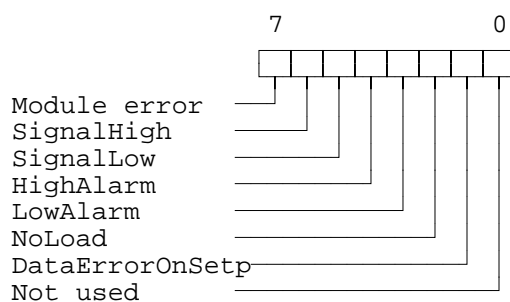 7 0
Module error
SignalHigh
SignalLow
HighAlarm
LowAlarm
NoLoad
DataErrorOnSetp
Not used